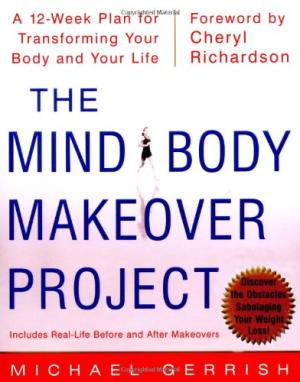 A 12-Week Plan for
Transforming Your
Body and Your Life
Foreword by
Cheryl
Richardson
THE
MIND BODY
MAKEOVER
PROJECT
Discover
the Obstacles
Sabotaging
Your Weight
Loss!
Includes Real-Life Before and After Makeovers
MICHAEL GERRISH